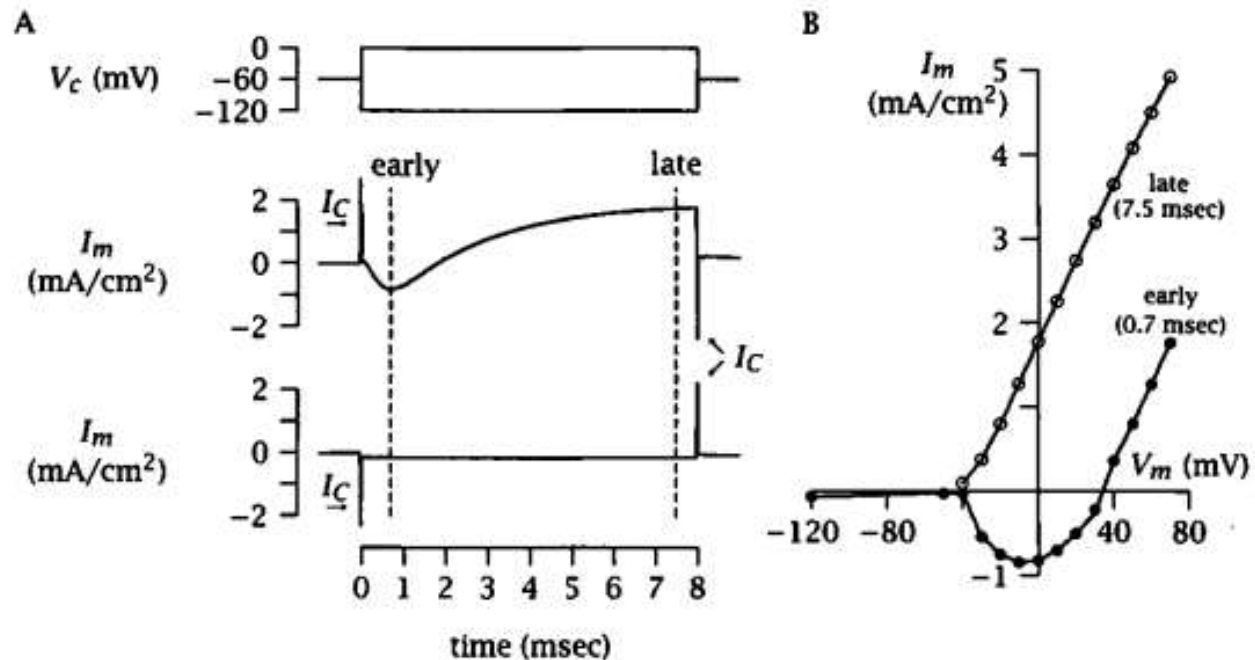 A
V_c (mV)
0
−60
−120
early
late
I_C
I_m
(mA/cm²)
2
0
−2
I_C
I_m
(mA/cm²)
2
0
−2
I_C
0 1 2 3 4 5 6 7 8
time (msec)
B
I_m
(mA/cm²)
5
4
3
2
−1
late
(7.5 msec)
early
(0.7 msec)
V_m (mV)
−120 −80 40 80